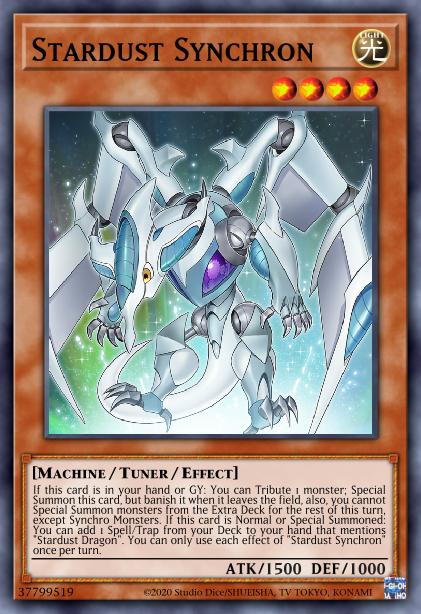 Stardust Synchron
LIGHT
光
[Machine / Tuner / Effect]
If this card is in your hand or GY: You can Tribute 1 monster; Special
Summon this card, but banish it when it leaves the field, also, you cannot
Special Summon monsters from the Extra Deck for the rest of this turn,
except Synchro Monsters. If this card is Normal or Special Summoned:
You can add 1 Spell/Trap from your Deck to your hand that mentions
"Stardust Dragon". You can only use each effect of "Stardust Synchron"
once per turn.
ATK/1500 DEF/1000
37799519
©2020 Studio Dice/SHUEISHA, TV TOKYO, KONAMI